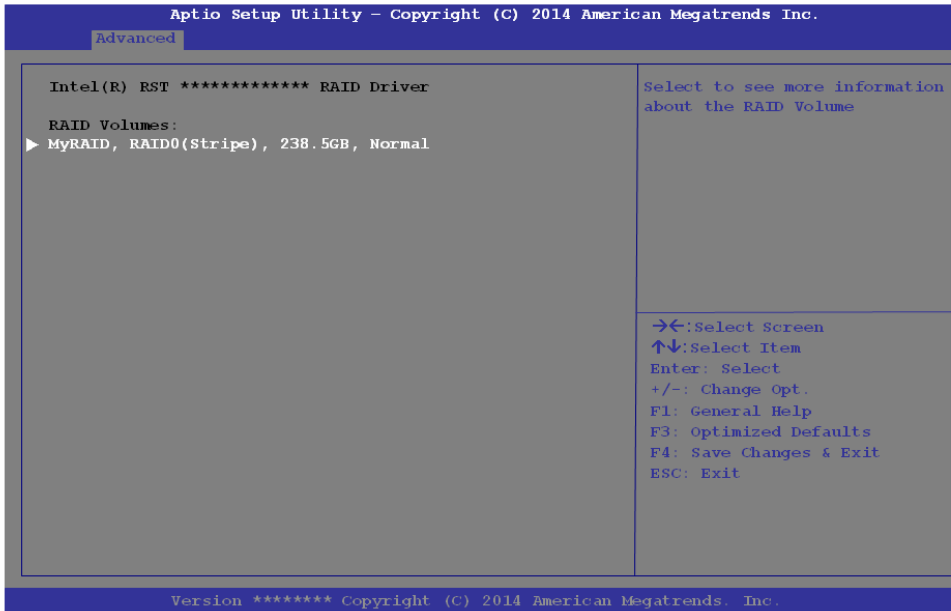 Aptio Setup Utility – Copyright (C) 2014 American Megatrends Inc.
Advanced
Intel(R) RST ************* RAID Driver
RAID Volumes:
▶ MyRAID, RAID0(Stripe), 238.5GB, Normal
Select to see more information
about the RAID Volume
→←:Select Screen
↑↓:Select Item
Enter: Select
+/-: Change Opt.
F1: General Help
F3: Optimized Defaults
F4: Save Changes & Exit
ESC: Exit
Version ******** Copyright (C) 2014 American Megatrends. Inc.